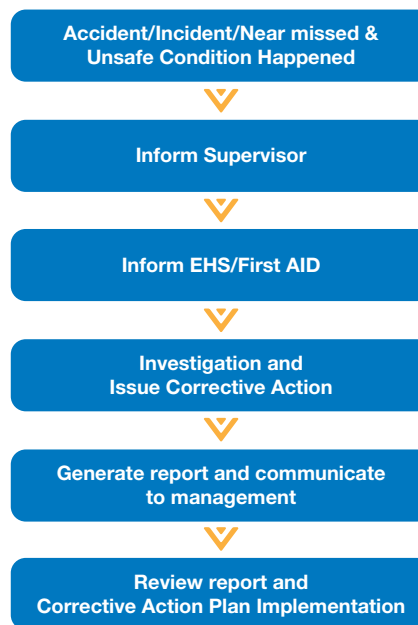 Accident/Incident/Near missed &
Unsafe Condition Happened
Inform Supervisor
Inform EHS/First AID
Investigation and
Issue Corrective Action
Generate report and communicate
to management
Review report and
Corrective Action Plan Implementation